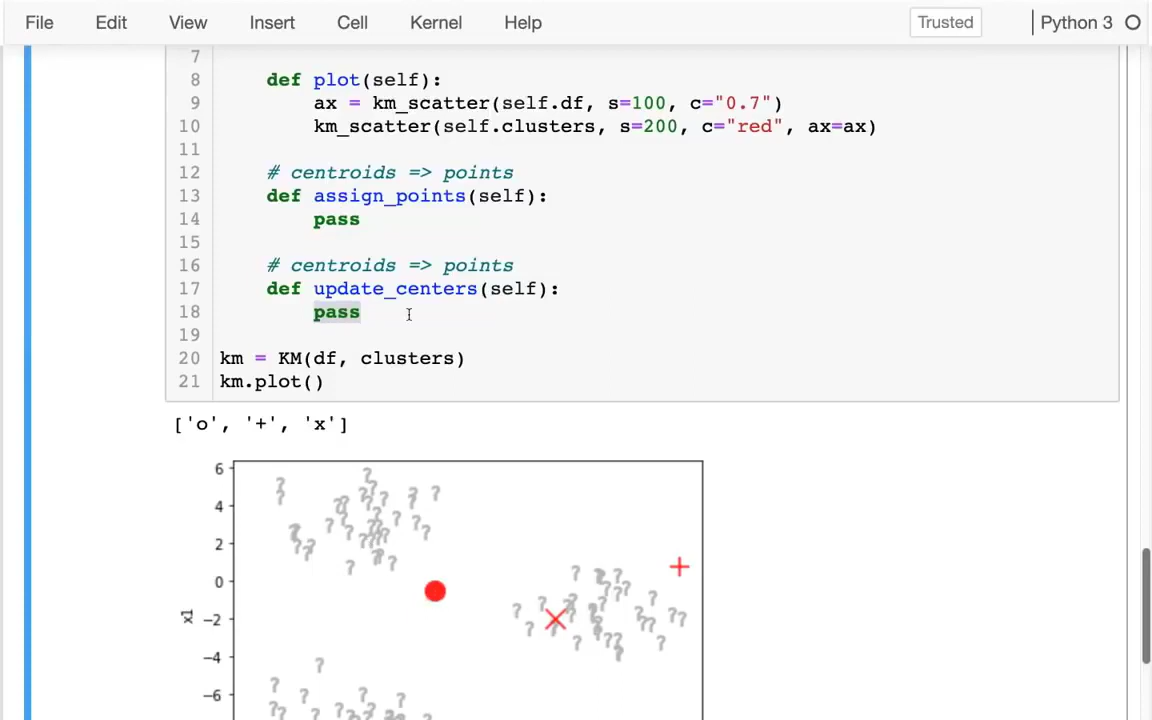 File Edit View Insert Cell Kernel Help Trusted Python 3
7
8 def plot(self):
9 ax = km_scatter(self.df, s=100, c="0.7")
10 km_scatter(self.clusters, s=200, c="red", ax=ax)
11
12 # centroids => points
13 def assign_points(self):
14 pass
15
16 # centroids => points
17 def update_centers(self):
18 pass
19
20 km = KM(df, clusters)
21 km.plot()
['o', '+', 'x']
6
4
2
0
−2
−4
−6
x1